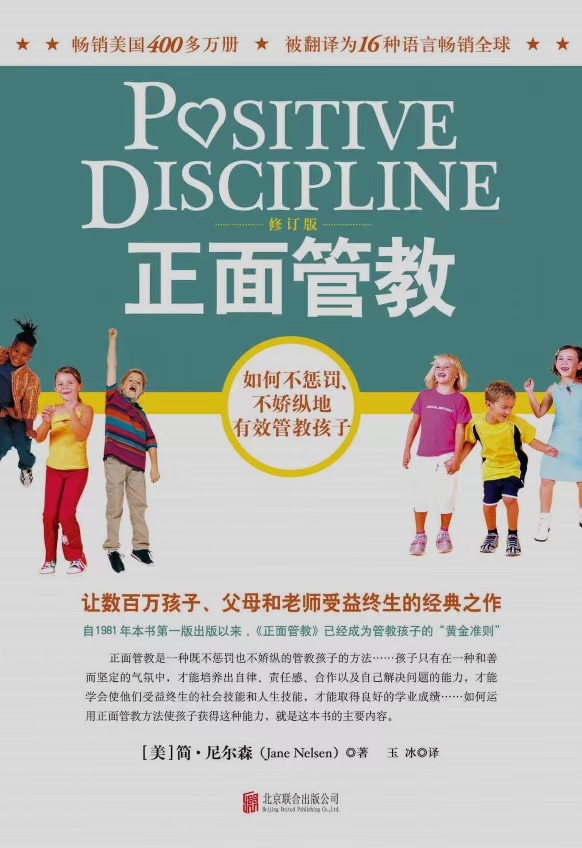 ★ ★ 畅销美国400多万册 ★ 被翻译为16种语言畅销全球 ★ ★
POSITIVE
DISCIPLINE
修订版
正面管教
如何不惩罚、
不娇纵地
有效管教孩子
让数百万孩子、父母和老师受益终生的经典之作
自1981年本书第一版出版以来，《正面管教》已经成为管教孩子的“黄金准则”
正面管教是一种既不惩罚也不娇纵的管教孩子的方法……孩子只有在一种和善
而坚定的气氛中，才能培养出自律、责任感、合作以及自己解决问题的能力，才能
学会使他们受益终生的社会技能和人生技能，才能取得良好的学业成绩……如何运
用正面管教方法使孩子获得这种能力，就是这本书的主要内容。
［美］简·尼尔森（Jane Nelsen）◎著 玉 冰◎译
北京联合出版公司
Beijing United Publishing Co.,Ltd.